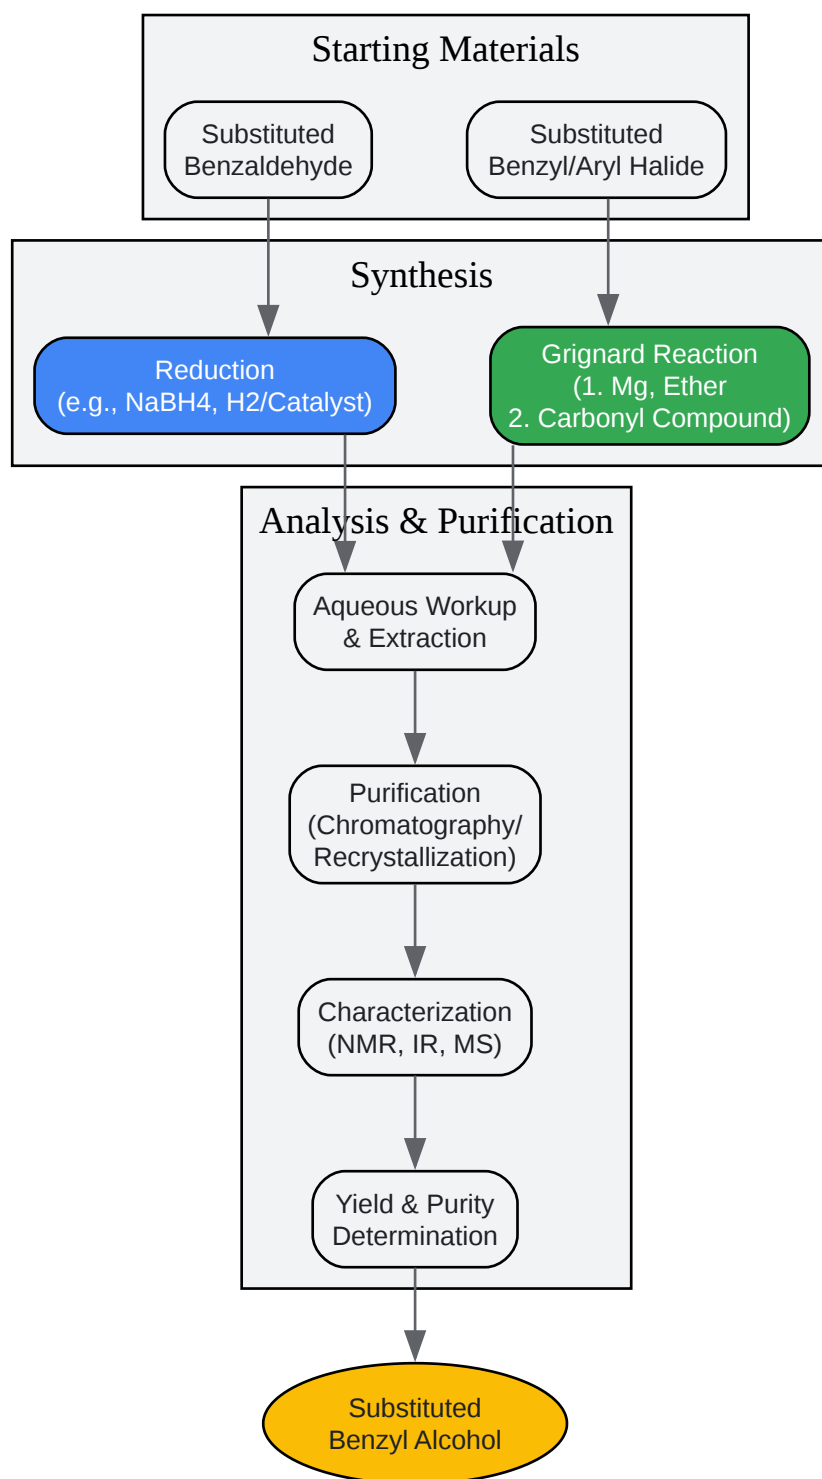 Starting Materials
Substituted
Benzaldehyde
Substituted
Benzyl/Aryl Halide
Synthesis
Reduction
(e.g., NaBH4, H2/Catalyst)
Grignard Reaction
(1. Mg, Ether
2. Carbonyl Compound)
Analysis & Purification
Aqueous Workup
& Extraction
Purification
(Chromatography/
Recrystallization)
Characterization
(NMR, IR, MS)
Yield & Purity
Determination
Substituted
Benzyl Alcohol